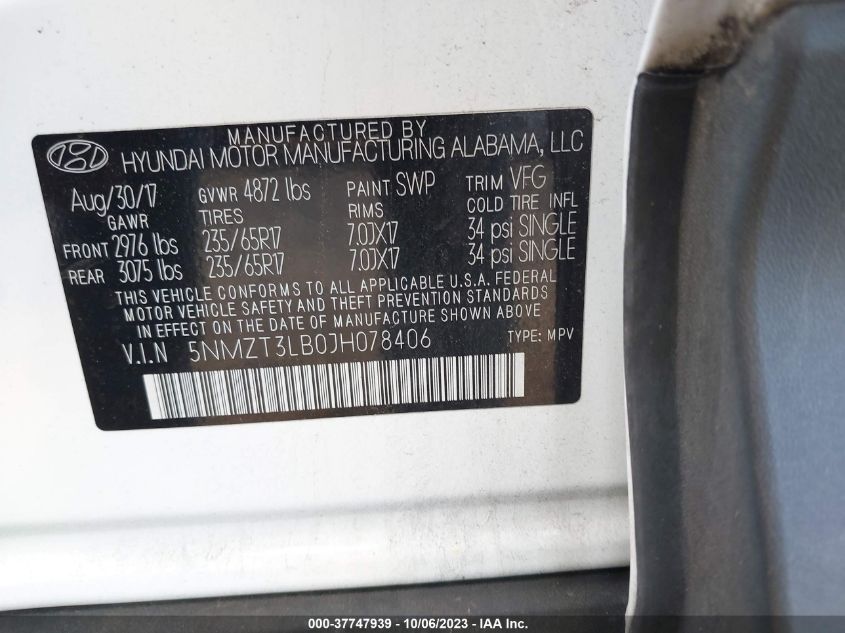 MANUFACTURED BY
HYUNDAI MOTOR MANUFACTURING ALABAMA, LLC
Aug/30/17 GVWR 4872 lbs PAINT SWP TRIM VFG
GAWR TIRES RIMS COLD TIRE INFL
FRONT 2976 lbs 235/65R17 7.0JX17 34 psi SINGLE
REAR 3075 lbs 235/65R17 7.0JX17 34 psi SINGLE
THIS VEHICLE CONFORMS TO ALL APPLICABLE U.S.A. FEDERAL
MOTOR VEHICLE SAFETY AND THEFT PREVENTION STANDARDS
IN EFFECT ON THE DATE OF MANUFACTURE SHOWN ABOVE
V.I.N 5NMZT3LB0JH078406 TYPE: MPV
000-37747939 - 10/06/2023 - IAA Inc.